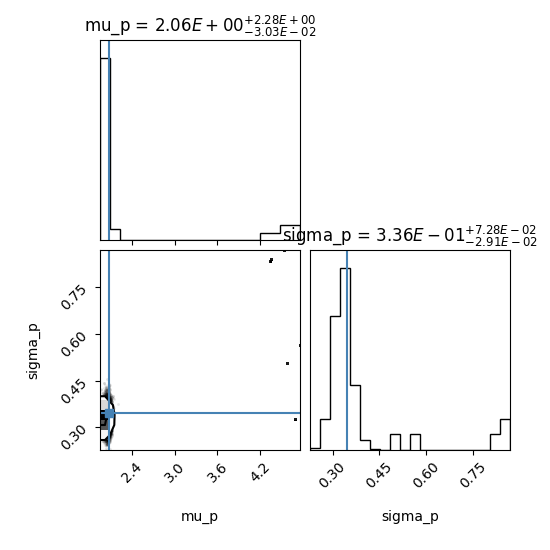 mu_p = 2.06E + 00+2.28E + 00 −3.03E − 02
sigma_p = 3.36E − 01+7.28E − 02 −2.91E − 02
0.75
0.60
0.45
0.30
sigma_p
2.4 3.0 3.6 4.2
0.30 0.45 0.60 0.75
mu_p
sigma_p